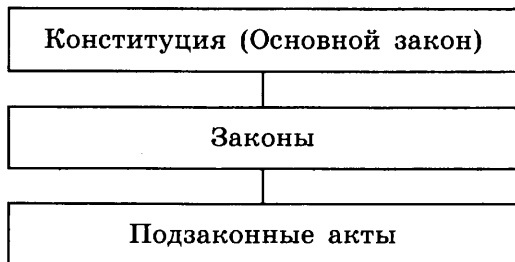 Конституция (Основной закон)
Законы
Подзаконные акты